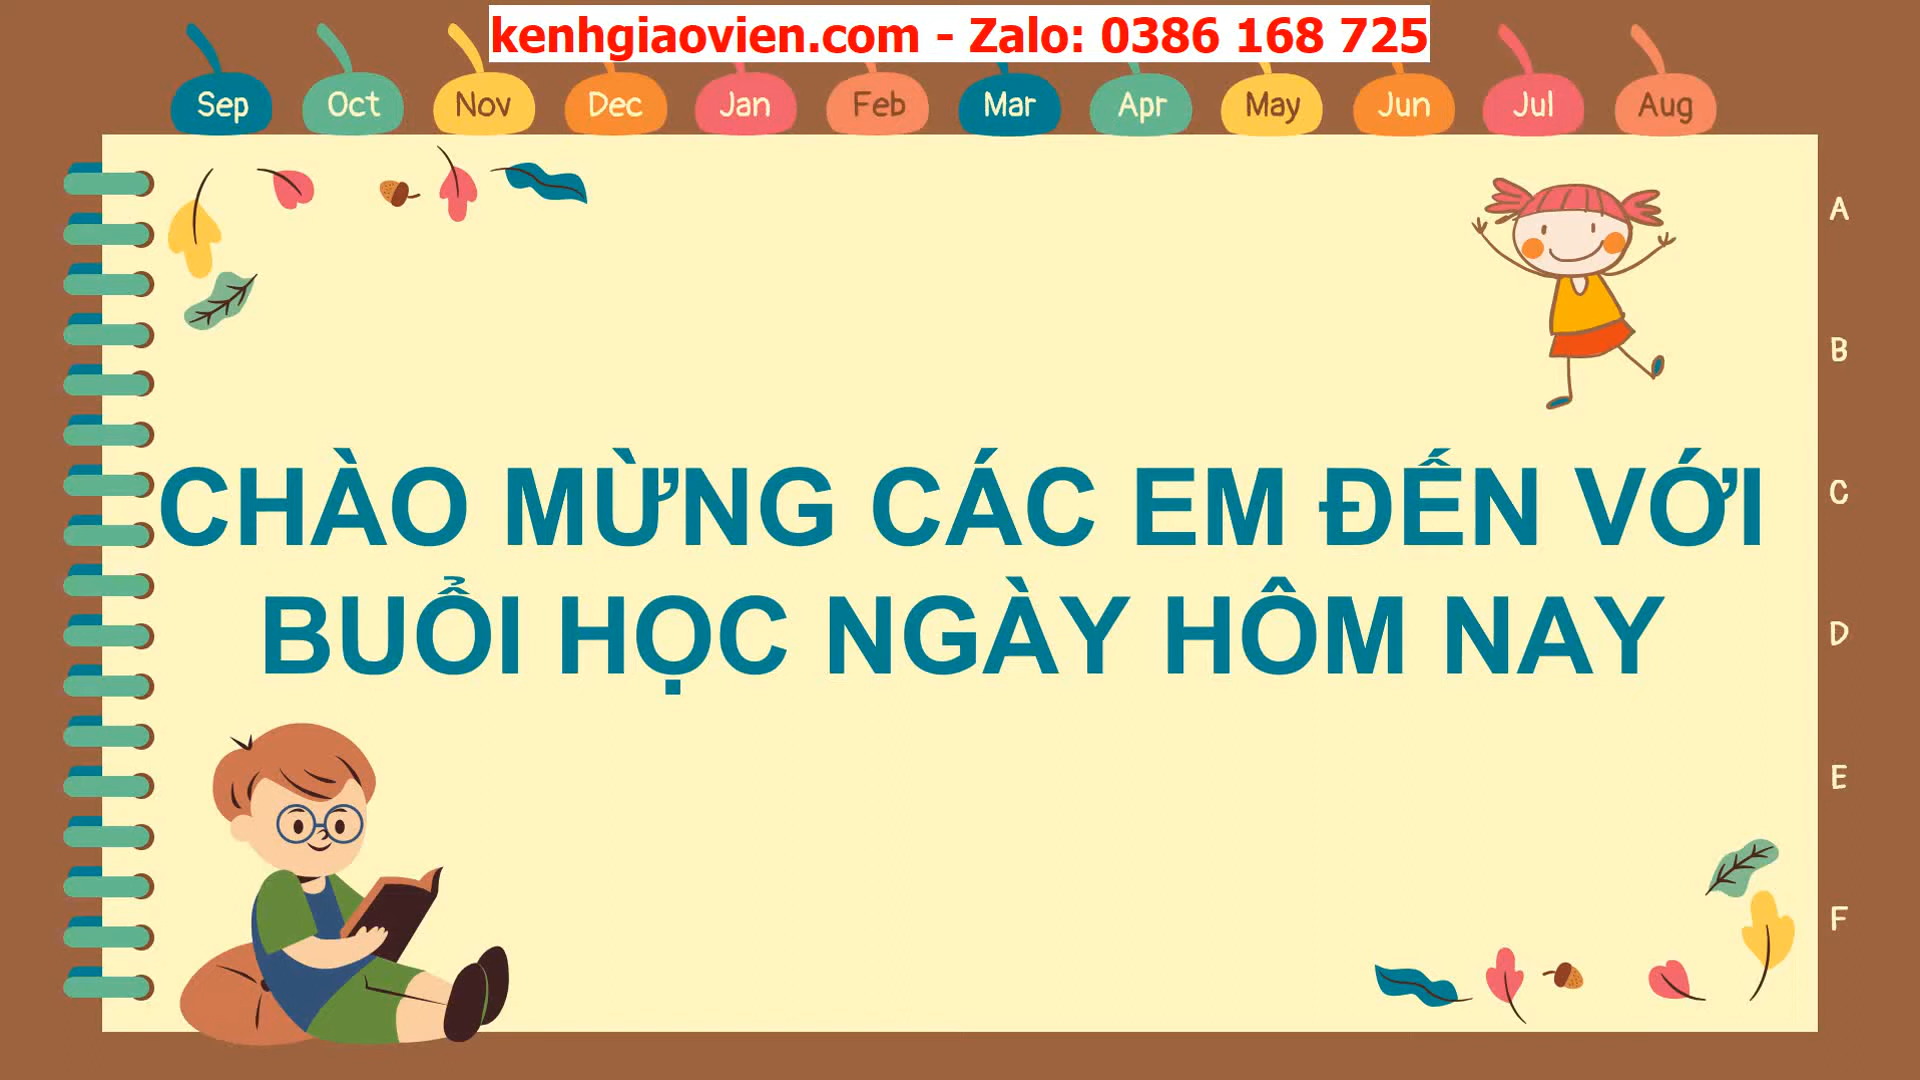 kenhgiaovien.com - Zalo: 0386 168 725
Sep Oct Nov Dec Jan Feb Mar Apr May Jun Jul Aug
A
B
CHÀO MỪNG CÁC EM ĐẾN VỚI
C
BUỔI HỌC NGÀY HÔM NAY
D
E
F